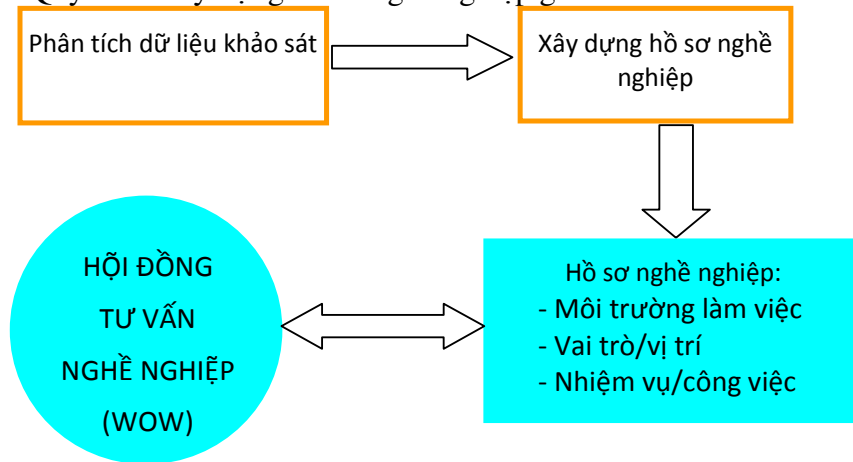 Phân tích dữ liệu khảo sát
Xây dựng hồ sơ nghề
nghiệp
HỘI ĐỒNG
TƯ VẤN
NGHỀ NGHIỆP
(WOW)
Hồ sơ nghề nghiệp:
- Môi trường làm việc
- Vai trò/vị trí
- Nhiệm vụ/công việc